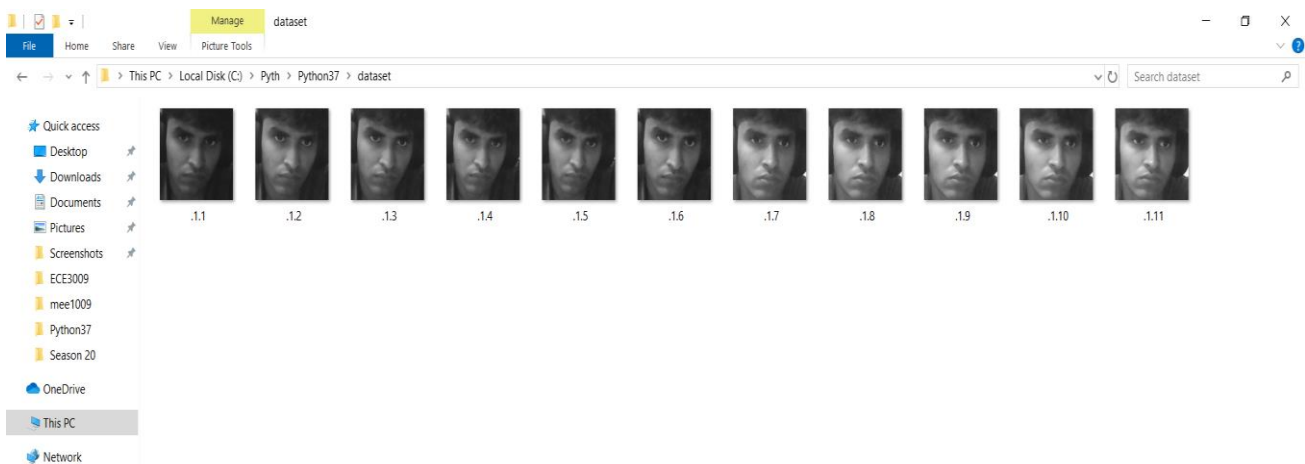 Manage dataset
File Home Share View Picture Tools
This PC > Local Disk (C:) > Pyth > Python37 > dataset Search dataset
Quick access
Desktop
Downloads
Documents
Pictures
Screenshots
ECE3009
mee1009
Python37
Season 20
OneDrive
This PC
Network
.1.1 .1.2 .1.3 .1.4 .1.5 .1.6 .1.7 .1.8 .1.9 .1.10 .1.11